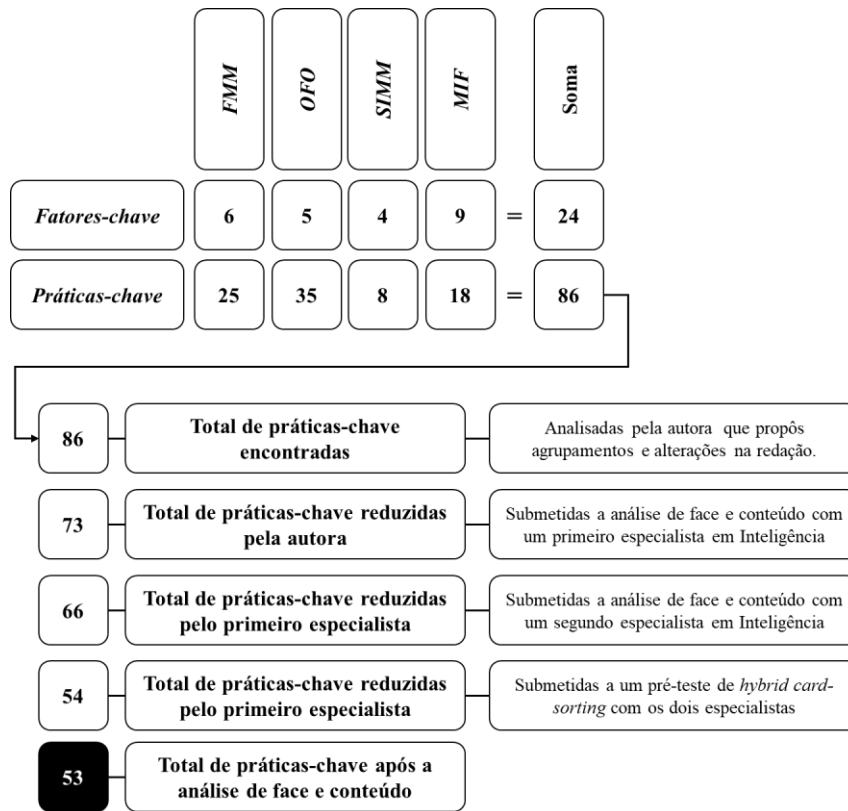 FMM OFO SIMM MIF Soma
Fatores-chave 6 5 4 9 = 24
Práticas-chave 25 35 8 18 = 86
86
Total de práticas-chave
encontradas
Analisadas pela autora que propôs
agrupamentos e alterações na redação.
73
Total de práticas-chave reduzidas
pela autora
Submetidas a análise de face e conteúdo com
um primeiro especialista em Inteligência
66
Total de práticas-chave reduzidas
pelo primeiro especialista
Submetidas a análise de face e conteúdo com
um segundo especialista em Inteligência
54
Total de práticas-chave reduzidas
pelo primeiro especialista
Submetidas a um pré-teste de hybrid card-
sorting com os dois especialistas
53
Total de práticas-chave após a
análise de face e conteúdo